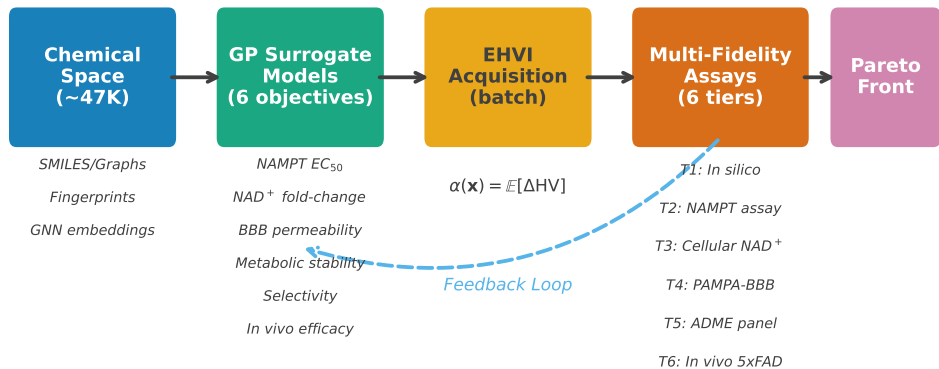 Chemical
Space
(~47K)
GP Surrogate
Models
(6 objectives)
EHVI
Acquisition
(batch)
Multi-Fidelity
Assays
(6 tiers)
Pareto
Front
SMILES/Graphs
Fingerprints
GNN embeddings
NAMPT EC₅₀
NAD⁺ fold-change
BBB permeability
Metabolic stability
Selectivity
In vivo efficacy
α(𝐱) = 𝔼[ΔHV]
Feedback Loop
T1: In silico
T2: NAMPT assay
T3: Cellular NAD⁺
T4: PAMPA-BBB
T5: ADME panel
T6: In vivo 5xFAD